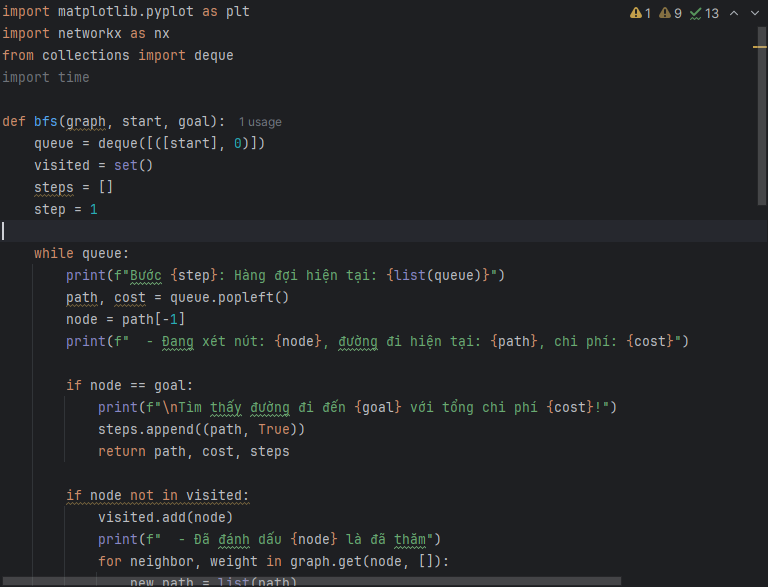 import matplotlib.pyplot as plt
import networkx as nx
from collections import deque
import time
1 9 13
def bfs(graph, start, goal): 1 usage
    queue = deque([([start], 0)])
    visited = set()
    steps = []
    step = 1
    while queue:
        print(f"Bước {step}: Hàng đợi hiện tại: {list(queue)}")
        path, cost = queue.popleft()
        node = path[-1]
        print(f"  - Đang xét nút: {node}, đường đi hiện tại: {path}, chi phí: {cost}")
        if node == goal:
            print(f"\nTìm thấy đường đi đến {goal} với tổng chi phí {cost}!")
            steps.append((path, True))
            return path, cost, steps
        if node not in visited:
            visited.add(node)
            print(f"  - Đã đánh dấu {node} là đã thăm")
            for neighbor, weight in graph.get(node, []):
                new_path = list(path)